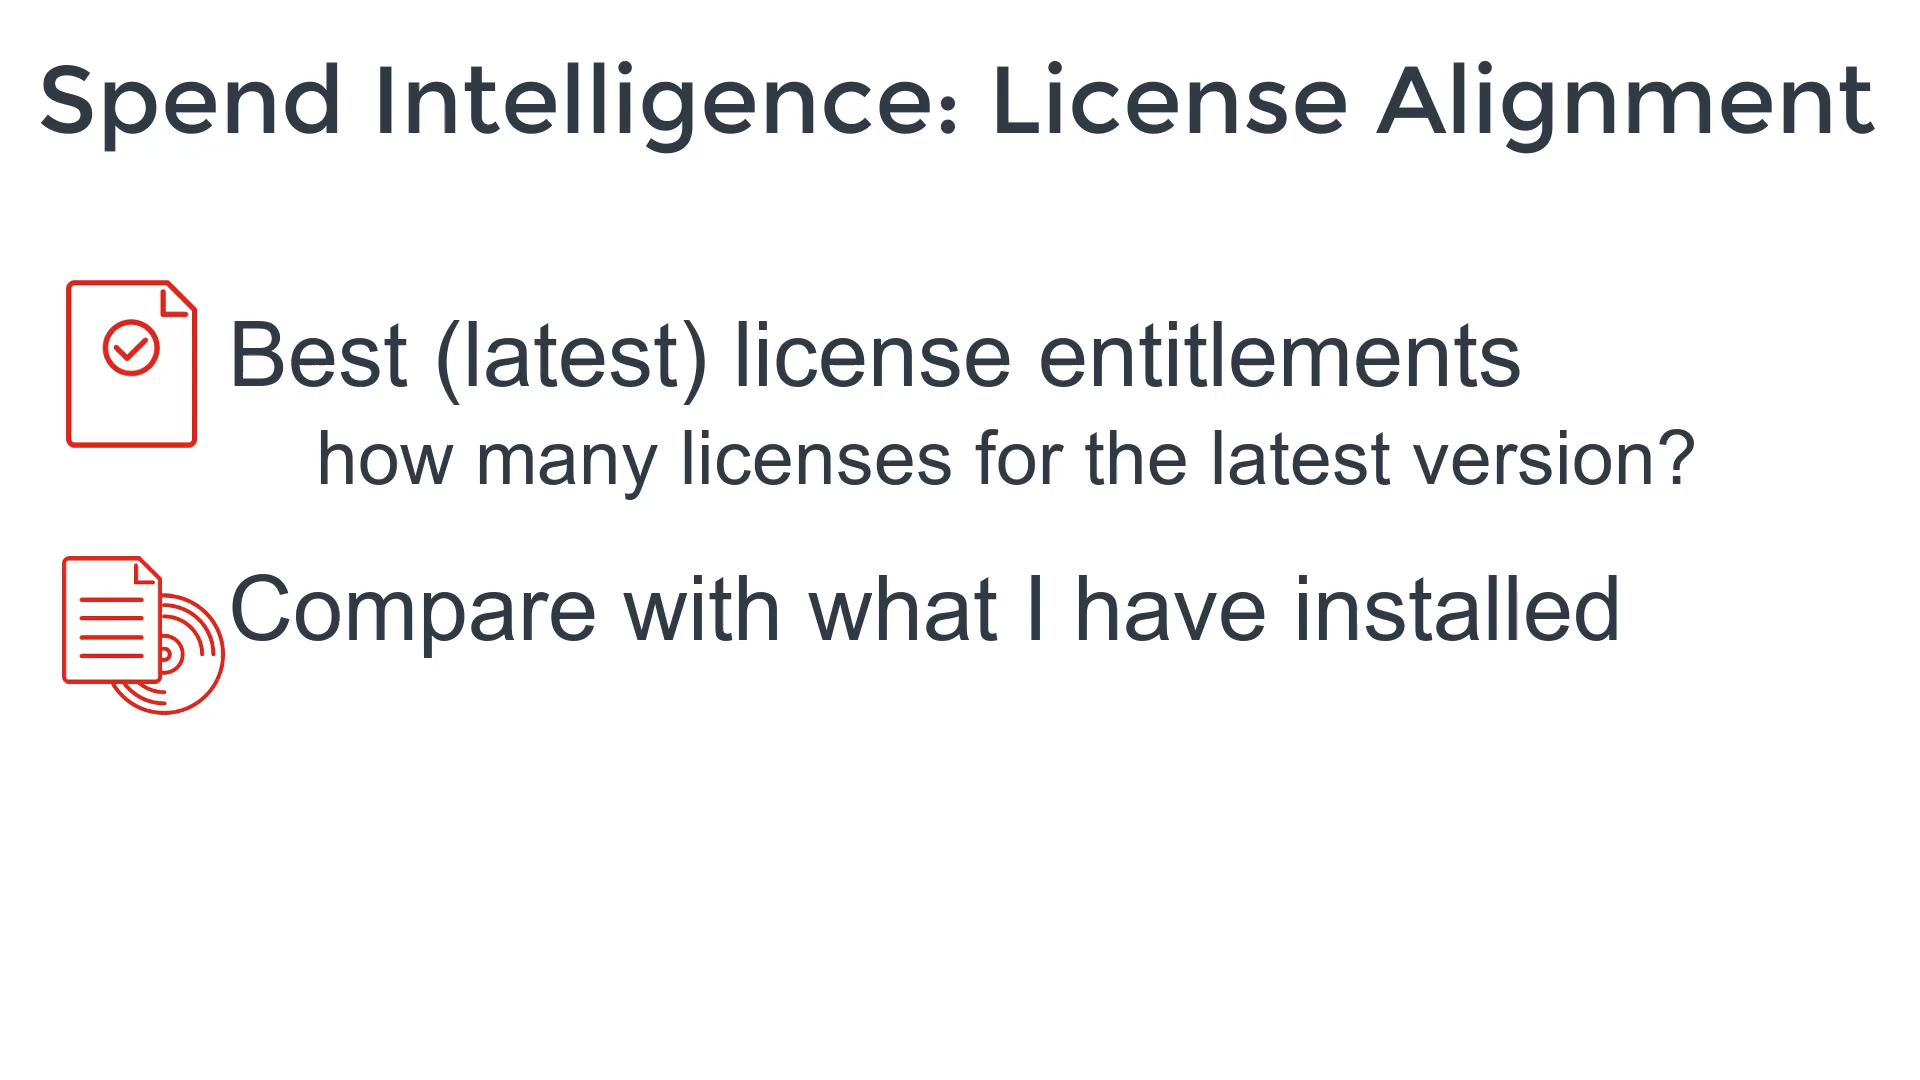 Spend Intelligence: License Alignment
Best (latest) license entitlements
how many licenses for the latest version?
Compare with what I have installed